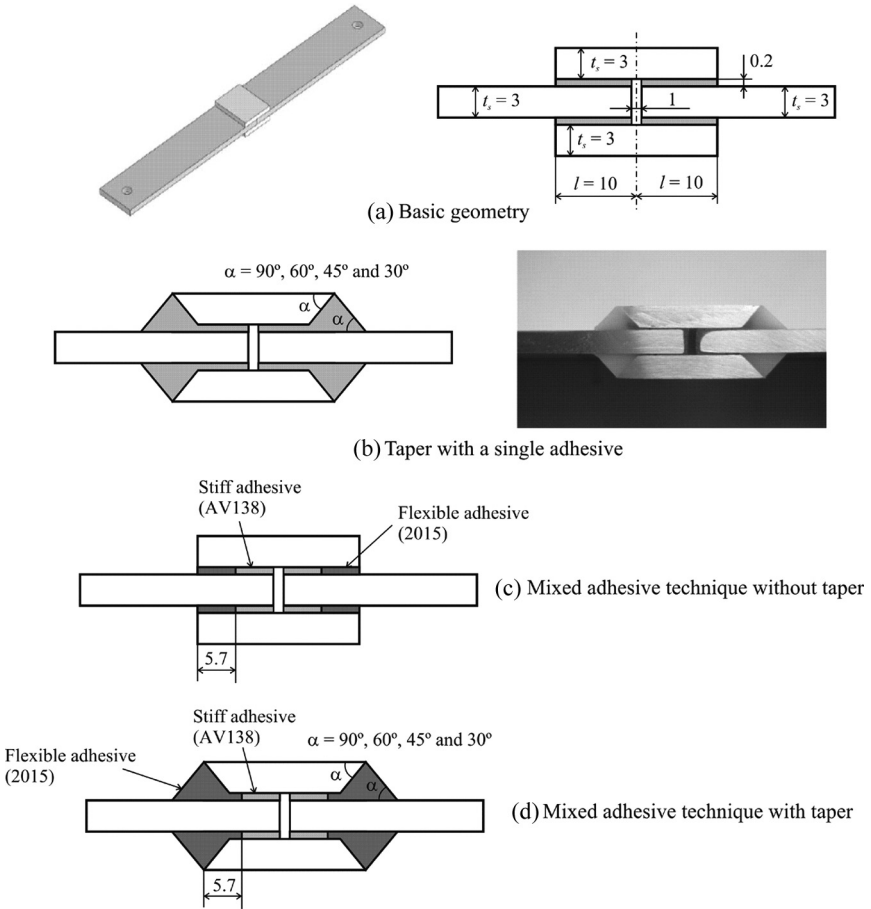 t_s = 3
0.2
t_s = 3
1
t_s = 3
t_s = 3
l = 10
l = 10
(a) Basic geometry
α = 90º, 60º, 45º and 30º
α
α
(b) Taper with a single adhesive
Stiff adhesive
(AV138)
Flexible adhesive
(2015)
(c) Mixed adhesive technique without taper
5.7
Stiff adhesive
(AV138)
α = 90º, 60º, 45º and 30º
Flexible adhesive
(2015)
α
α
(d) Mixed adhesive technique with taper
5.7